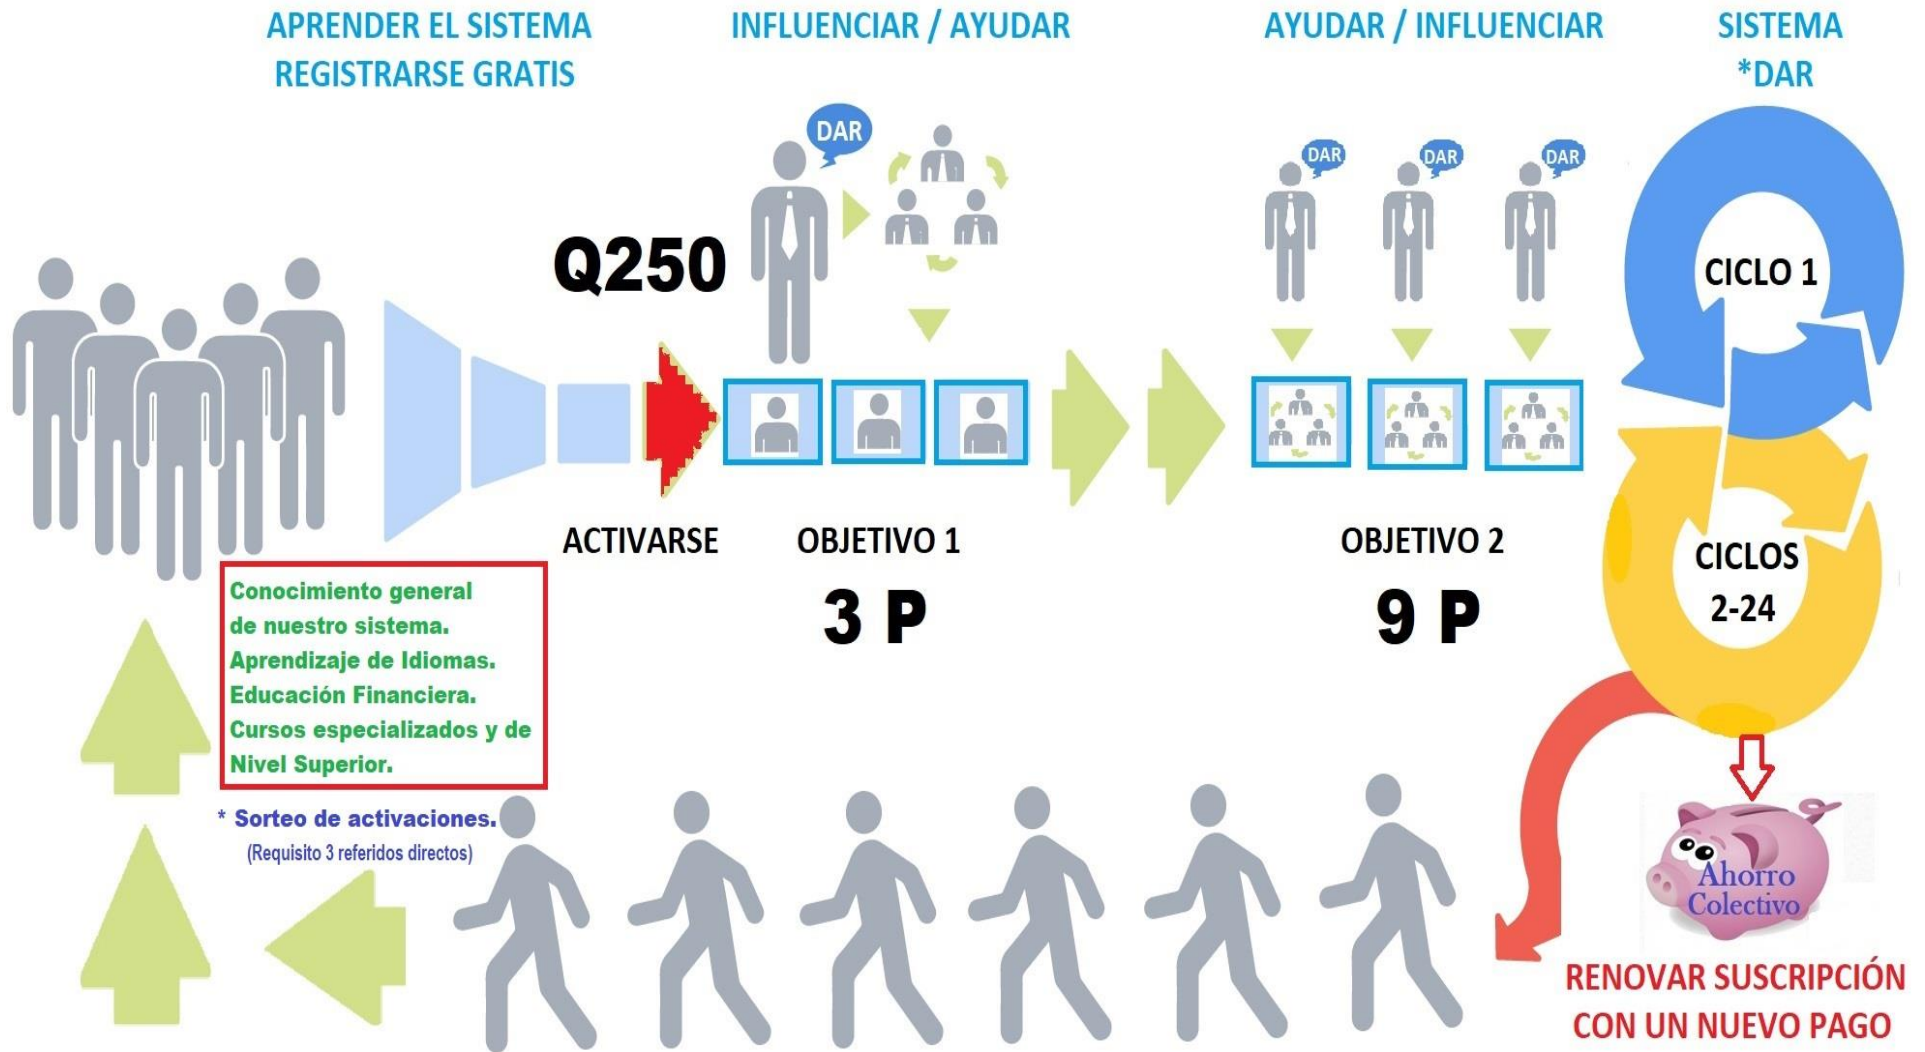 APRENDER EL SISTEMA
REGISTRARSE GRATIS
INFLUENCIAR / AYUDAR
AYUDAR / INFLUENCIAR
SISTEMA
*DAR
DAR
DAR
DAR
DAR
Q250
CICLO 1
ACTIVARSE
OBJETIVO 1
3 P
OBJETIVO 2
9 P
CICLOS
2-24
Conocimiento general
de nuestro sistema.
Aprendizaje de Idiomas.
Educación Financiera.
Cursos especializados y de
Nivel Superior.
* Sorteo de activaciones.
(Requisito 3 referidos directos)
Ahorro
Colectivo
RENOVAR SUSCRIPCIÓN
CON UN NUEVO PAGO